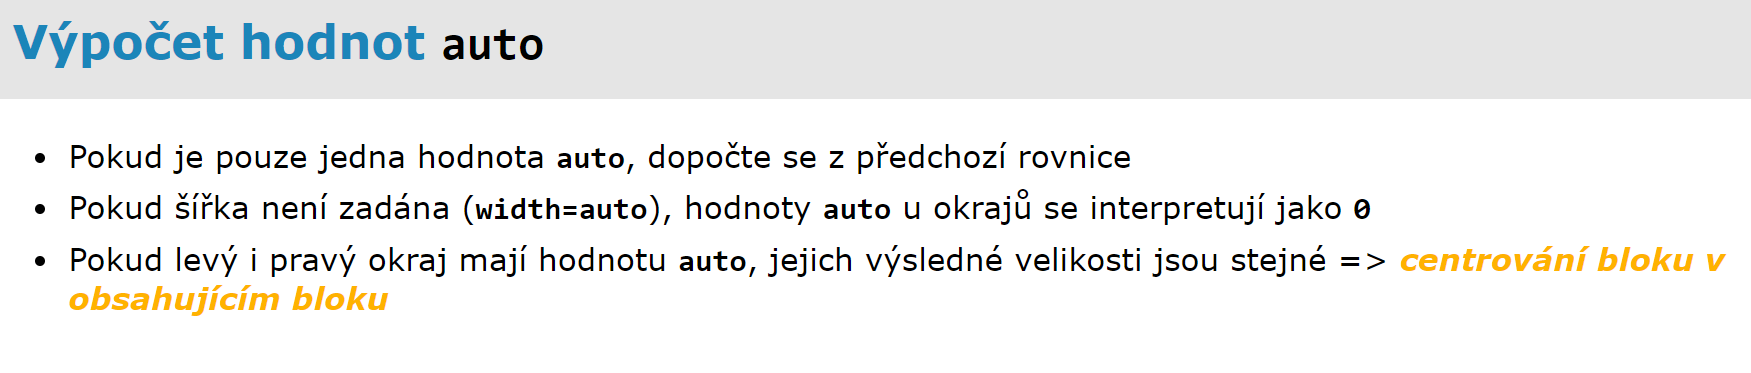 Výpočet hodnot auto
• Pokud je pouze jedna hodnota auto, dopočte se z předchozí rovnice
• Pokud šířka není zadána (width=auto), hodnoty auto u okrajů se interpretují jako 0
• Pokud levý i pravý okraj mají hodnotu auto, jejich výsledné velikosti jsou stejné => centrování bloku v
obsahujícím bloku